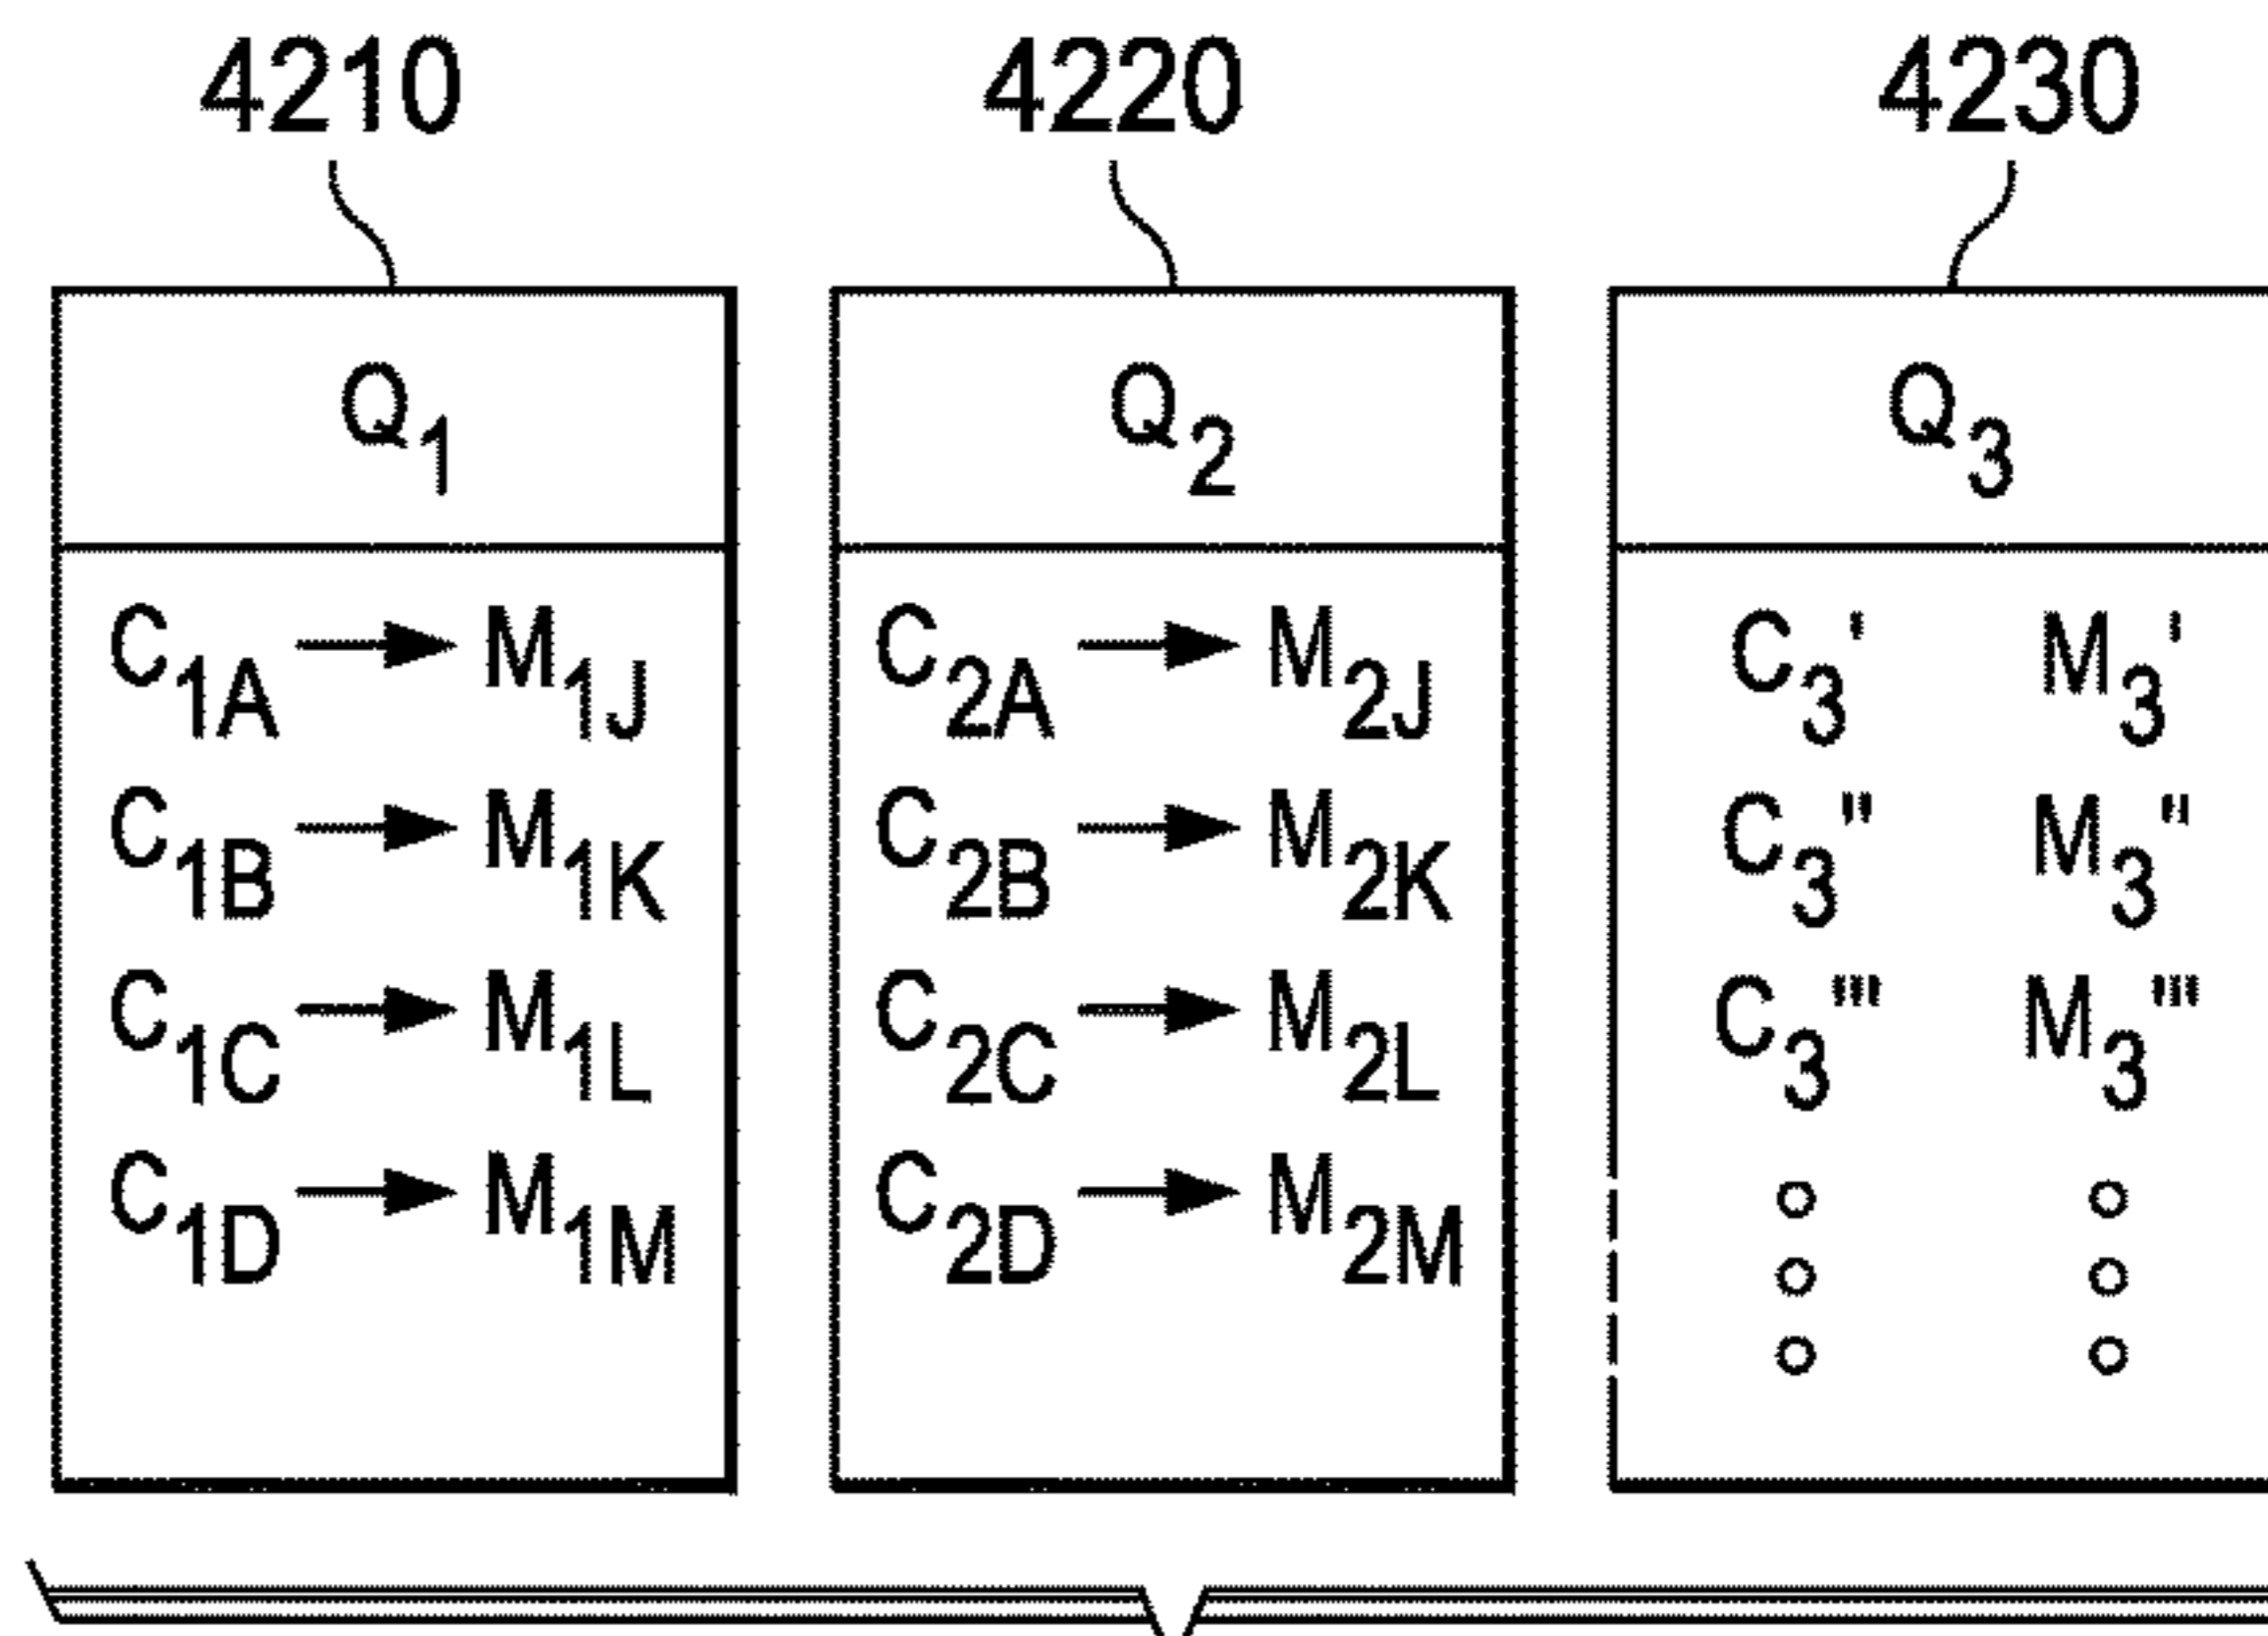 4210 4220 4230
Q1 Q2 Q3
C1A → M1J C2A → M2J C3' M3'
C1B → M1K C2B → M2K C3" M3"
C1C → M1L C2C → M2L C3"' M3"'
C1D → M1M C2D → M2M